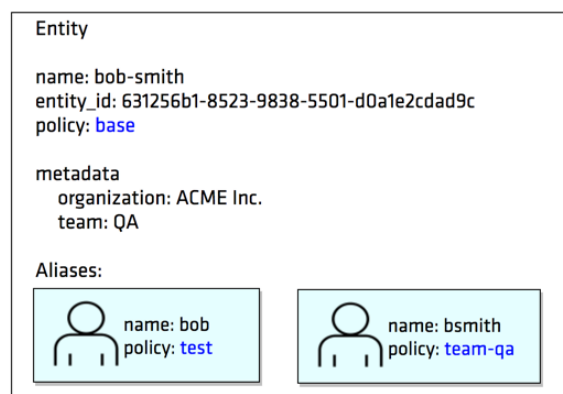 Entity
name: bob-smith
entity_id: 631256b1-8523-9838-5501-d0a1e2cdad9c
policy: base
metadata
organization: ACME Inc.
team: QA
Aliases:
name: bob
policy: test
name: bsmith
policy: team-qa